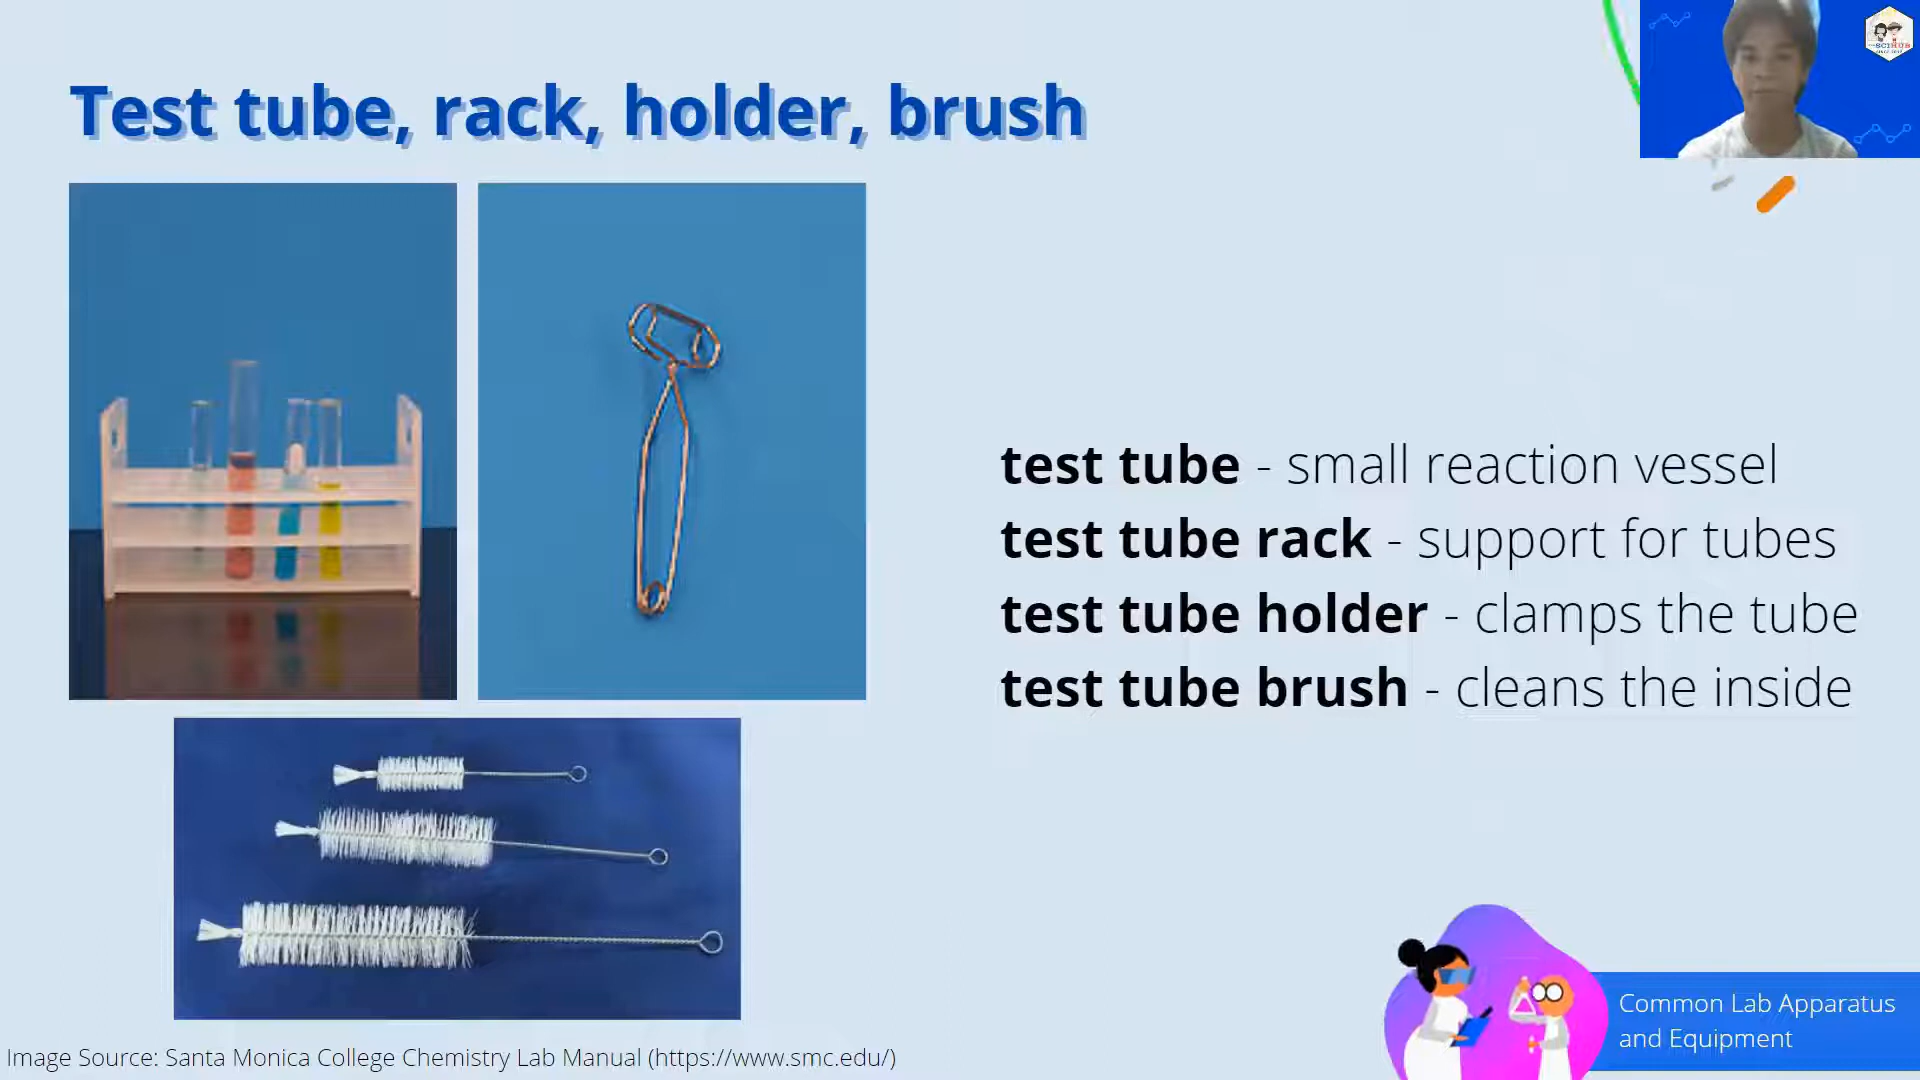 Test tube, rack, holder, brush
test tube - small reaction vessel
test tube rack - support for tubes
test tube holder - clamps the tube
test tube brush - cleans the inside
Common Lab Apparatus
and Equipment
Image Source: Santa Monica College Chemistry Lab Manual (https://www.smc.edu/)
SCIHUB